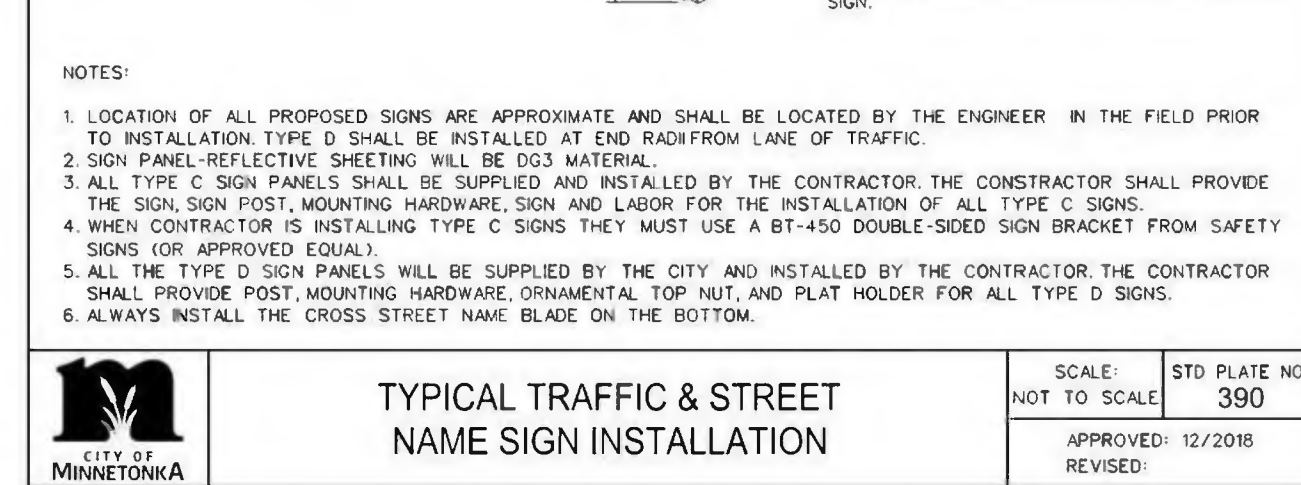 SIGN.
NOTES:
1. LOCATION OF ALL PROPOSED SIGNS ARE APPROXIMATE AND SHALL BE LOCATED BY THE ENGINEER IN THE FIELD PRIOR
TO INSTALLATION. TYPE D SHALL BE INSTALLED AT END RADII FROM LANE OF TRAFFIC.
2. SIGN PANEL-REFLECTIVE SHEETING WILL BE DG3 MATERIAL.
3. ALL TYPE C SIGN PANELS SHALL BE SUPPLIED AND INSTALLED BY THE CONTRACTOR. THE CONSTRACTOR SHALL PROVIDE
THE SIGN, SIGN POST, MOUNTING HARDWARE, SIGN AND LABOR FOR THE INSTALLATION OF ALL TYPE C SIGNS.
4. WHEN CONTRACTOR IS INSTALLING TYPE C SIGNS THEY MUST USE A BT-450 DOUBLE-SIDED SIGN BRACKET FROM SAFETY
SIGNS (OR APPROVED EQUAL).
5. ALL THE TYPE D SIGN PANELS WILL BE SUPPLIED BY THE CITY AND INSTALLED BY THE CONTRACTOR. THE CONTRACTOR
SHALL PROVIDE POST, MOUNTING HARDWARE, ORNAMENTAL TOP NUT, AND PLAT HOLDER FOR ALL TYPE D SIGNS.
6. ALWAYS INSTALL THE CROSS STREET NAME BLADE ON THE BOTTOM.
CITY OF
MINNETONKA
TYPICAL TRAFFIC & STREET
NAME SIGN INSTALLATION
SCALE:
NOT TO SCALE
STD PLATE NO
390
APPROVED: 12/2018
REVISED: